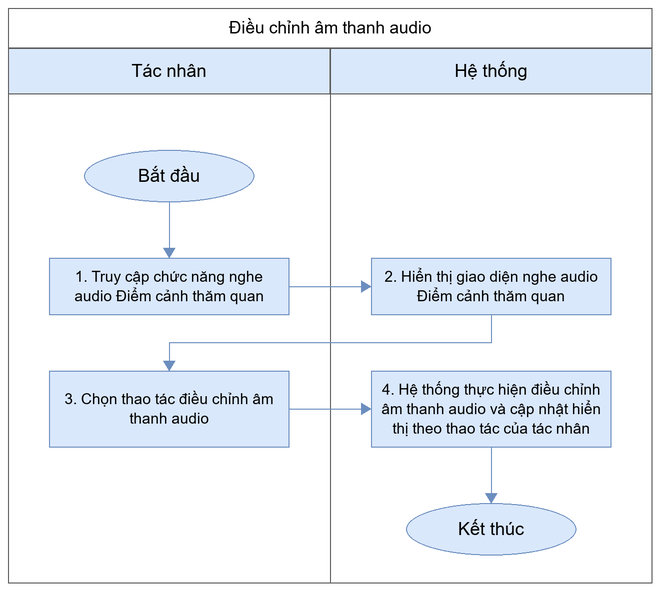 Điều chỉnh âm thanh audio
Tác nhân
Hệ thống
Bắt đầu
1. Truy cập chức năng nghe
audio Điểm cảnh thăm quan
2. Hiển thị giao diện nghe audio
Điểm cảnh thăm quan
3. Chọn thao tác điều chỉnh âm
thanh audio
4. Hệ thống thực hiện điều chỉnh
âm thanh audio và cập nhật hiển
thị theo thao tác của tác nhân
Kết thúc